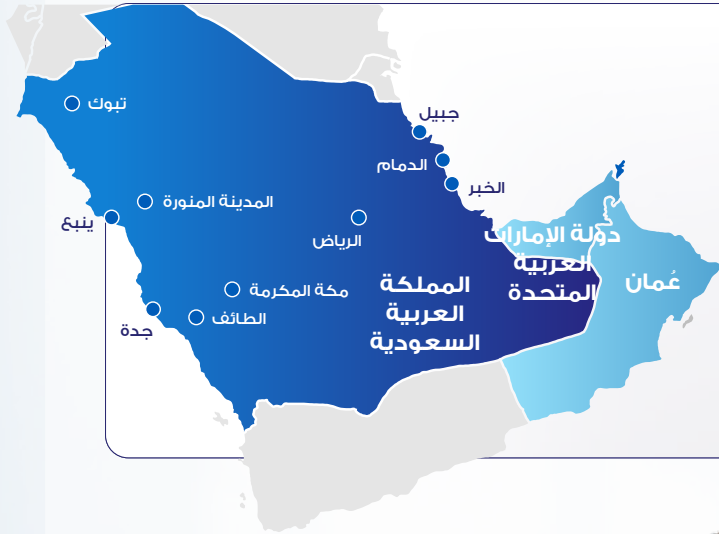 تبوك
جبيل
الدمام
الخبر
المدينة المنورة
ينبع
الرياض
دولة الإمارات
العربية
المتحدة
عُمان
المملكة
العربية
السعودية
مكة المكرمة
الطائف
جدة